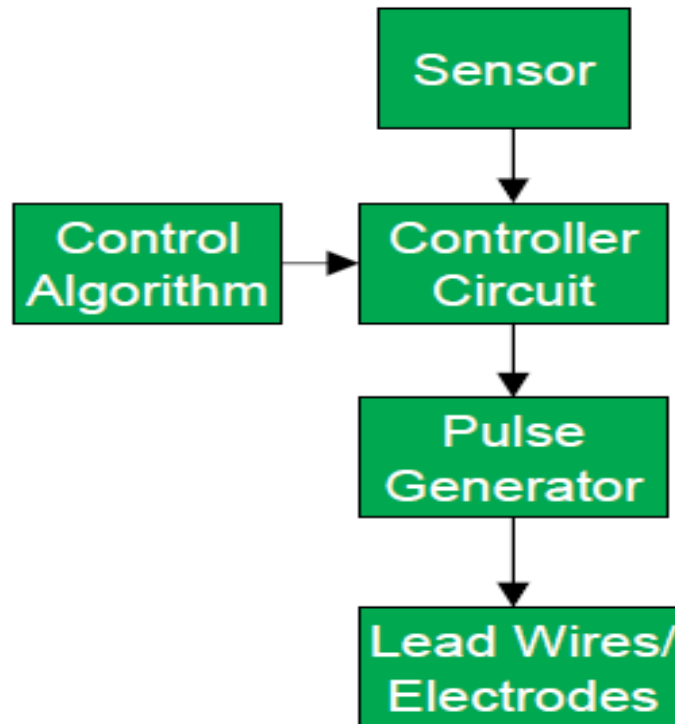 Sensor
Control
Algorithm
Controller
Circuit
Pulse
Generator
Lead Wires/
Electrodes